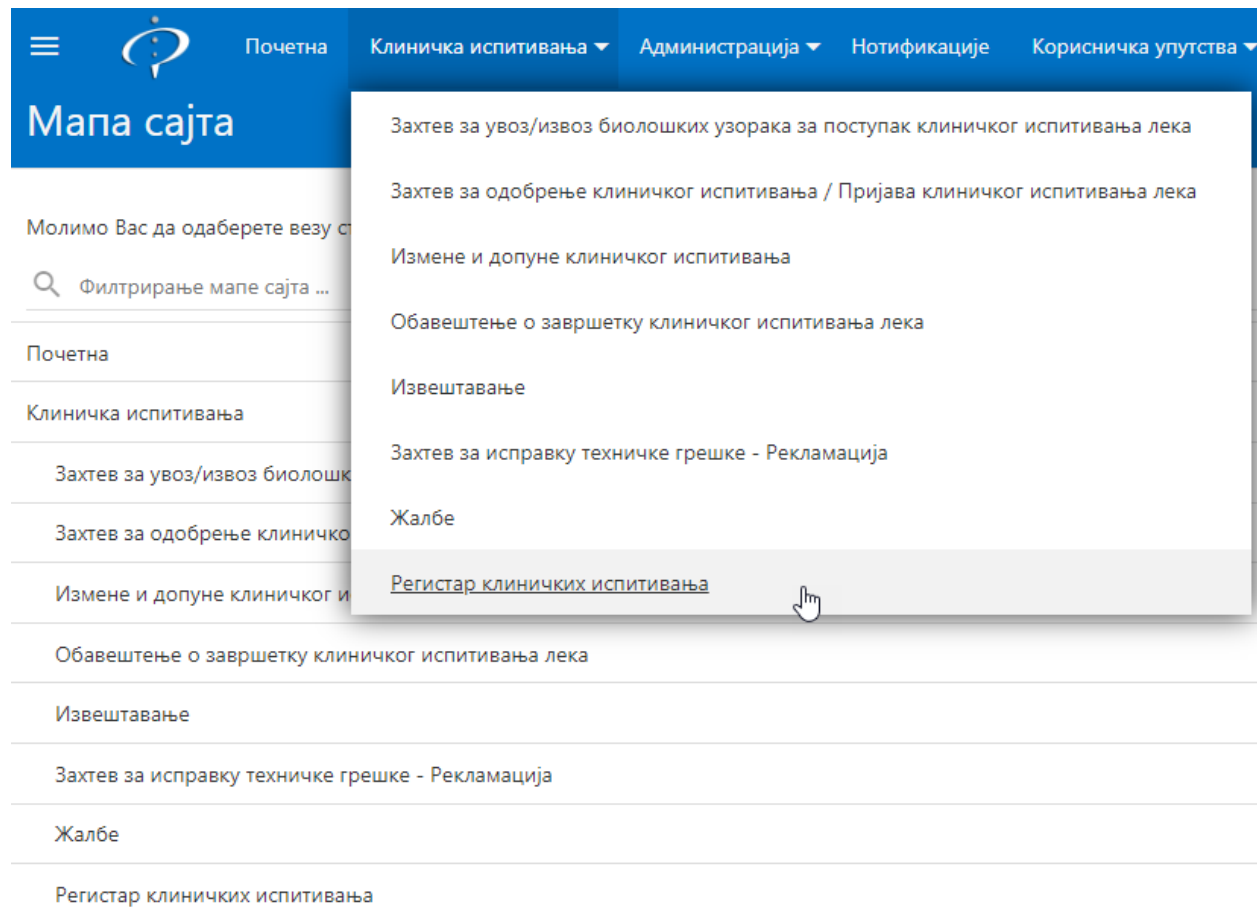 Почетна Клиничка испитивања Администрација Нотификације Корисничка упутства
Мапа сајта
Захтев за увоз/извоз биолошких узорака за поступак клиничког испитивања лека
Захтев за одобрење клиничког испитивања / Пријава клиничког испитивања лека
Измене и допуне клиничког испитивања
Обавештење о завршетку клиничког испитивања лека
Извештавање
Захтев за исправку техничке грешке - Рекламација
Жалбе
Регистар клиничких испитивања
Молимо Вас да одаберете везу
Филтрирање мапе сајта ...
Почетна
Клиничка испитивања
Захтев за увоз/извоз
Захтев за одобрење
Измене и допуне клиничког
Обавештење о завршетку клиничког испитивања лека
Извештавање
Захтев за исправку техничке грешке - Рекламација
Жалбе
Регистар клиничких испитивања